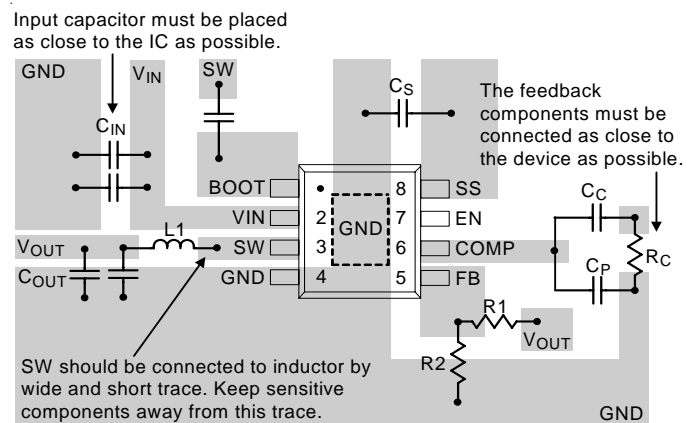 Input capacitor must be placed
as close to the IC as possible.
GND
VIN
SW
CS
The feedback
components must be
connected as close to
the device as possible.
CIN
BOOT
8
SS
CC
VIN
2
GND
7
EN
L1
VOUT
SW
3
6
COMP
RC
COUT
GND
4
5
FB
CP
R1
VOUT
R2
SW should be connected to inductor by
wide and short trace. Keep sensitive
components away from this trace.
GND